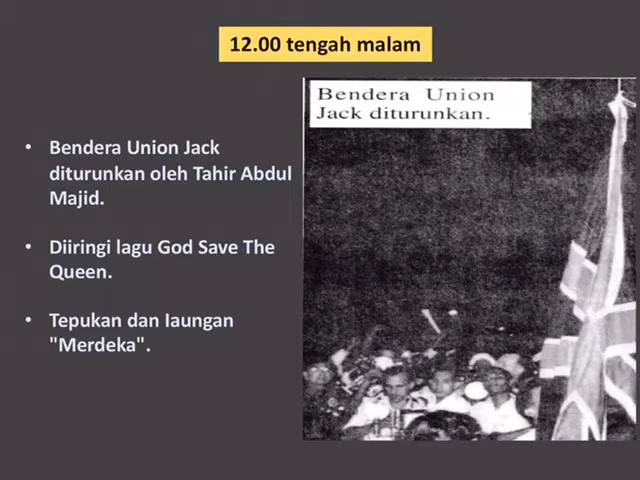 12.00 tengah malam
Bendera Union
Jack diturunkan.
• Bendera Union Jack
diturunkan oleh Tahir Abdul
Majid.
• Diiringi lagu God Save The
Queen.
• Tepukan dan Iaungan
"Merdeka".